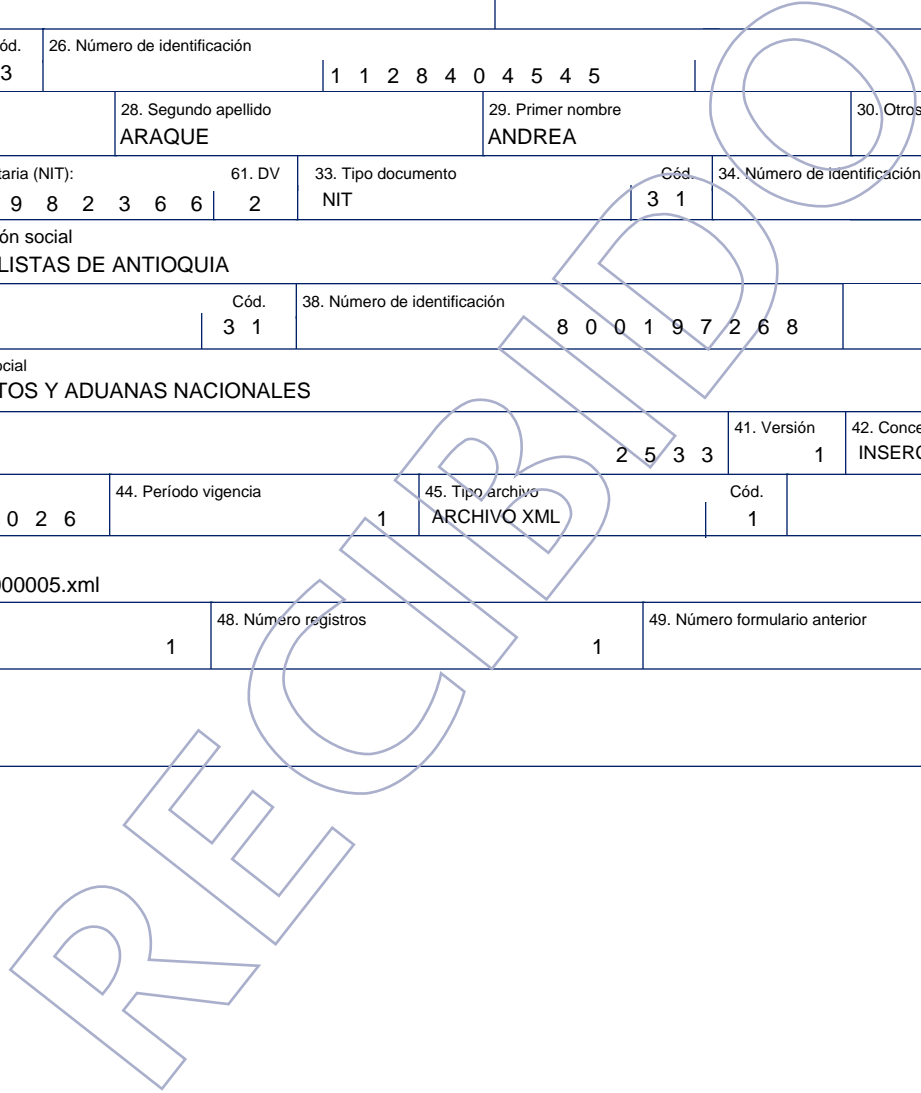 ód. 26. Número de identificación
3 1 1 2 8 4 0 4 5 4 5
28. Segundo apellido 29. Primer nombre 30. Otros
ARAQUE ANDREA
taria (NIT): 61. DV 33. Tipo documento Cód. 34. Número de identificación
9 8 2 3 6 6 2 NIT 3 1
ón social
LISTAS DE ANTIOQUIA
Cód. 38. Número de identificación
3 1 8 0 0 1 9 7 2 6 8
ocial
TOS Y ADUANAS NACIONALES
41. Versión 42. Conce
2 5 3 3 1 INSERC
44. Período vigencia 45. Tipo archivo Cód.
0 2 6 1 ARCHIVO XML 1
000005.xml
48. Número registros 49. Número formulario anterior
1 1
RECIBIDO